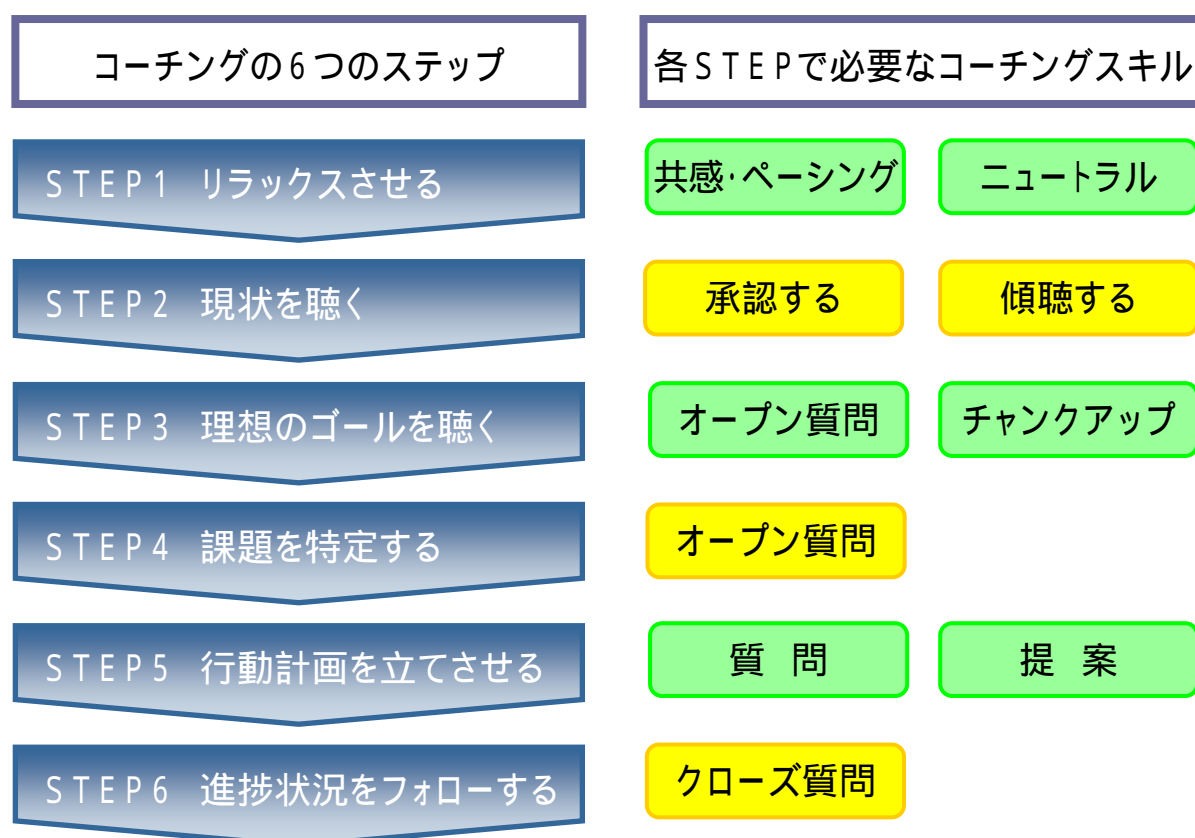 コーチングの6つのステップ
各STEPで必要なコーチングスキル
STEP1 リラックスさせる
共感・ペーシング
ニュートラル
STEP2 現状を聴く
承認する
傾聴する
STEP3 理想のゴールを聴く
オープン質問
チャンクアップ
STEP4 課題を特定する
オープン質問
STEP5 行動計画を立てさせる
質 問
提 案
STEP6 進捗状況をフォローする
クローズ質問